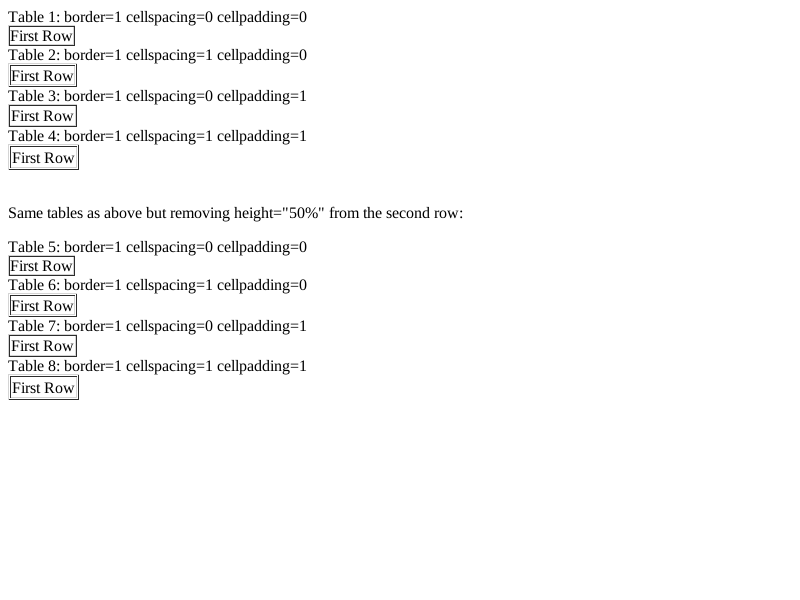 Table 1: border=1 cellspacing=0 cellpadding=0
First Row
Table 2: border=1 cellspacing=1 cellpadding=0
First Row
Table 3: border=1 cellspacing=0 cellpadding=1
First Row
Table 4: border=1 cellspacing=1 cellpadding=1
First Row
Same tables as above but removing height="50%" from the second row:
Table 5: border=1 cellspacing=0 cellpadding=0
First Row
Table 6: border=1 cellspacing=1 cellpadding=0
First Row
Table 7: border=1 cellspacing=0 cellpadding=1
First Row
Table 8: border=1 cellspacing=1 cellpadding=1
First Row